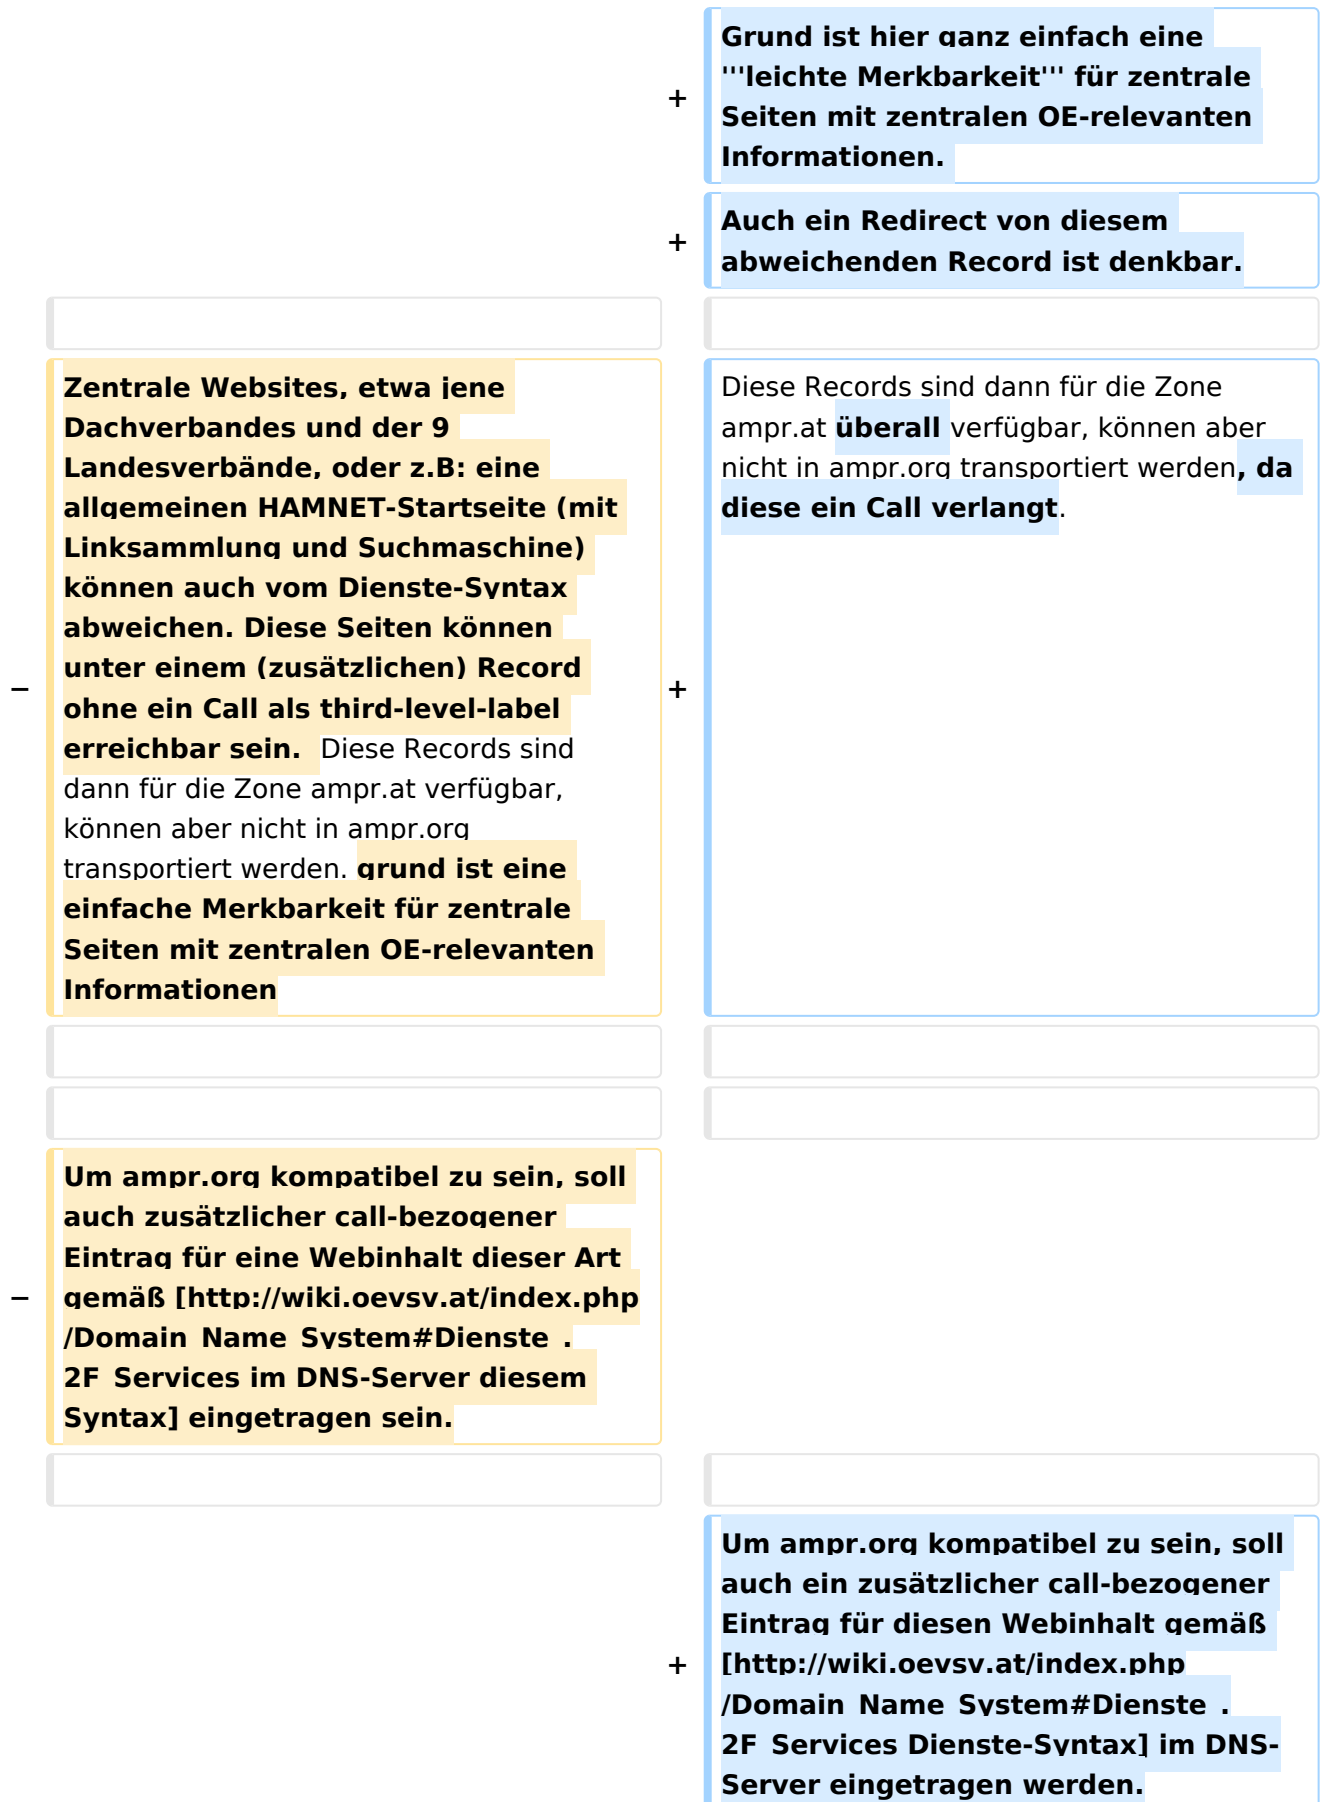 Grund ist hier ganz einfach eine
'''leichte Merkbarkeit''' für zentrale
+
Seiten mit zentralen OE-relevanten
Informationen.
Auch ein Redirect von diesem
+
abweichenden Record ist denkbar.
Zentrale Websites, etwa jene
Dachverbandes und der 9
Landesverbände, oder z.B: eine
allgemeinen HAMNET-Startseite (mit
Linksammlung und Suchmaschine)
können auch vom Dienste-Syntax
abweichen. Diese Seiten können
unter einem (zusätzlichen) Record
−
ohne ein Call als third-level-label
erreichbar sein. Diese Records sind
dann für die Zone ampr.at verfügbar,
können aber nicht in ampr.org
transportiert werden. grund ist eine
einfache Merkbarkeit für zentrale
Seiten mit zentralen OE-relevanten
Informationen
+
Diese Records sind dann für die Zone
ampr.at überall verfügbar, können aber
nicht in ampr.org transportiert werden, da
diese ein Call verlangt.
Um ampr.org kompatibel zu sein, soll
auch zusätzlicher call-bezogener
Eintrag für eine Webinhalt dieser Art
−
gemäß [http://wiki.oevsv.at/index.php
/Domain_Name_System#Dienste_.
2F_Services im DNS-Server diesem
Syntax] eingetragen sein.
Um ampr.org kompatibel zu sein, soll
auch ein zusätzlicher call-bezogener
Eintrag für diesen Webinhalt gemäß
+
[http://wiki.oevsv.at/index.php
/Domain_Name_System#Dienste_.
2F_Services Dienste-Syntax] im DNS-
Server eingetragen werden.